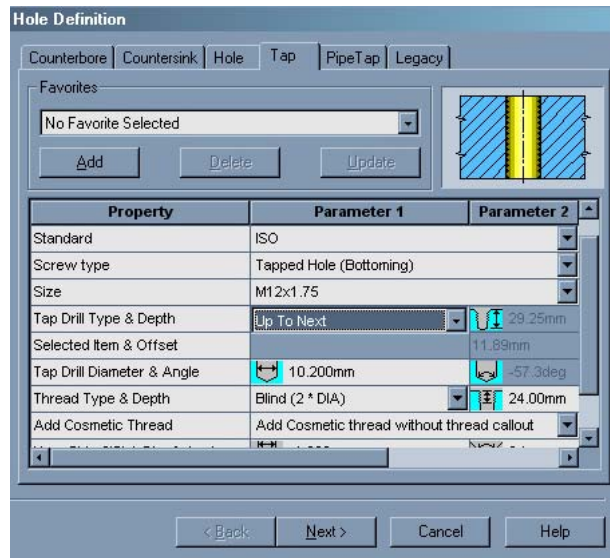 Hole Definition
Counterbore Countersink Hole Tap PipeTap Legacy
Favorites
No Favorite Selected
Add Delete Update
Property Parameter 1 Parameter 2
Standard ISO
Screw type Tapped Hole (Bottoming)
Size M12x1.75
Tap Drill Type & Depth Up To Next 29.25mm
Selected Item & Offset 11.89mm
Tap Drill Diameter & Angle 10.200mm -57.3deg
Thread Type & Depth Blind (2 * DIA) 24.00mm
Add Cosmetic Thread Add Cosmetic thread without thread callout
< Back Next > Cancel Help